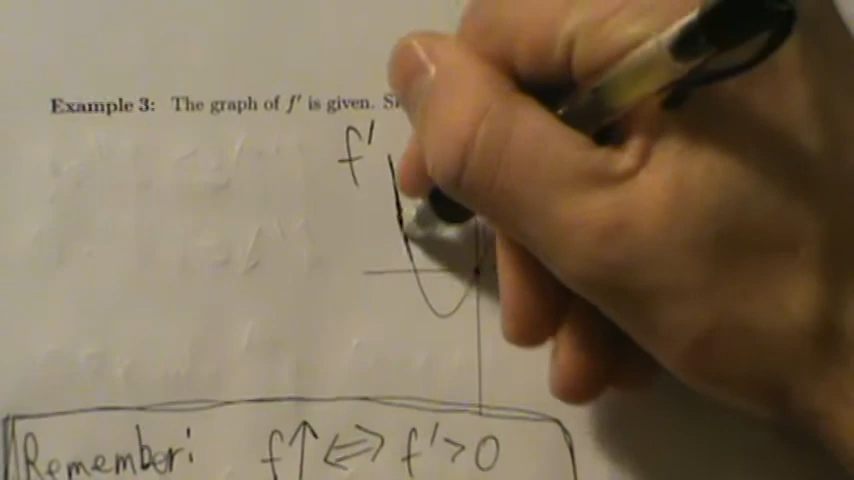 Example 3: The graph of f′ is given.
f′
Remember: f↑ ⇔ f′>0